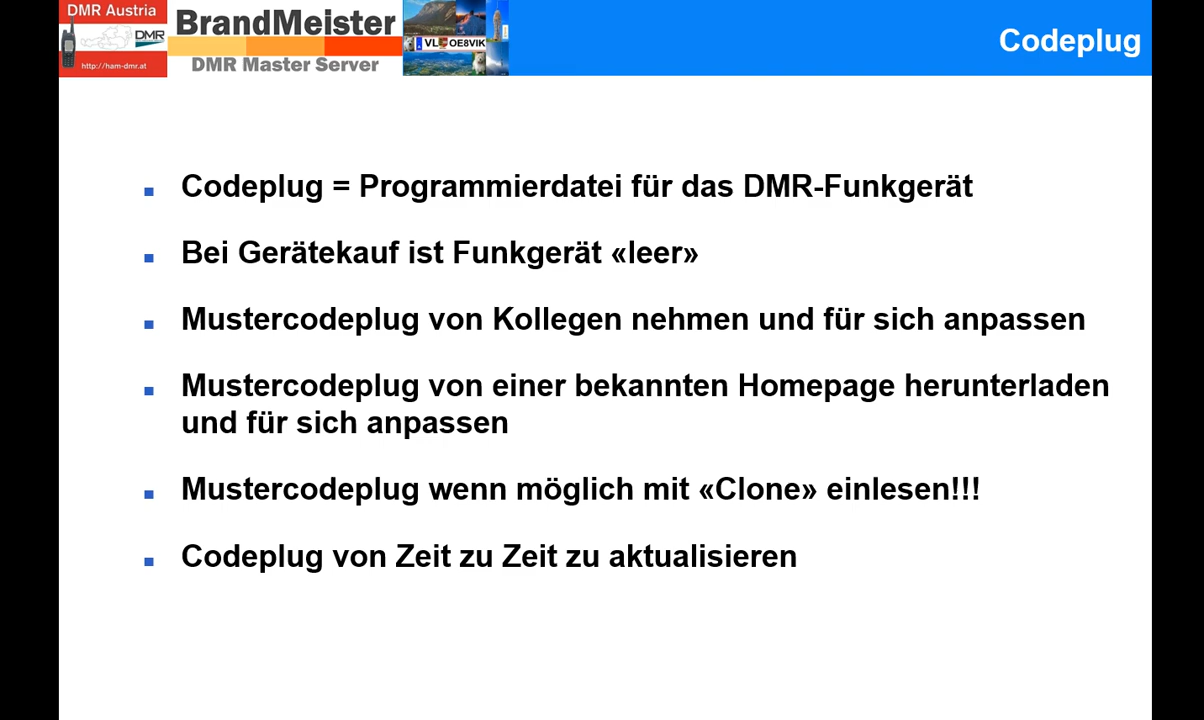 DMR Austria
DMR
http://ham-dmr.at
BrandMeister
DMR Master Server
VL OE8VIK
Codeplug
Codeplug = Programmierdatei für das DMR-Funkgerät
Bei Gerätekauf ist Funkgerät «leer»
Mustercodeplug von Kollegen nehmen und für sich anpassen
Mustercodeplug von einer bekannten Homepage herunterladen
und für sich anpassen
Mustercodeplug wenn möglich mit «Clone» einlesen!!!
Codeplug von Zeit zu Zeit zu aktualisieren